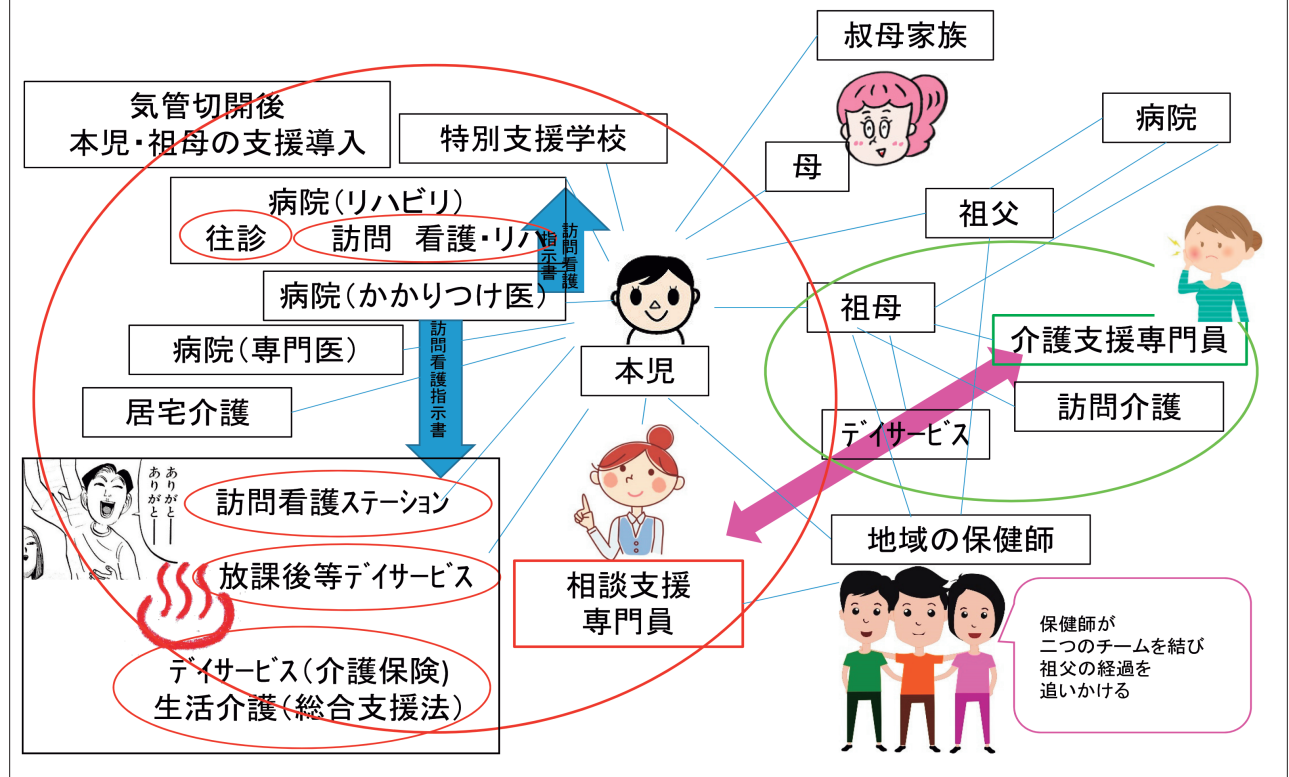 叔母家族
気管切開後
本児・祖母の支援導入
特別支援学校
病院
母
病院(リハビリ)
往診
訪問 看護・リハ
訪問看護
指示書
祖父
病院(かかりつけ医)
祖母
病院(専門医)
訪問看護指示書
本児
介護支援専門員
居宅介護
訪問介護
デイサービス
ありがとーー
ありがとーー
訪問看護ステーション
放課後等デイサービス
地域の保健師
相談支援
専門員
デイサービス(介護保険)
生活介護(総合支援法)
保健師が
二つのチームを結び
祖父の経過を
追いかける